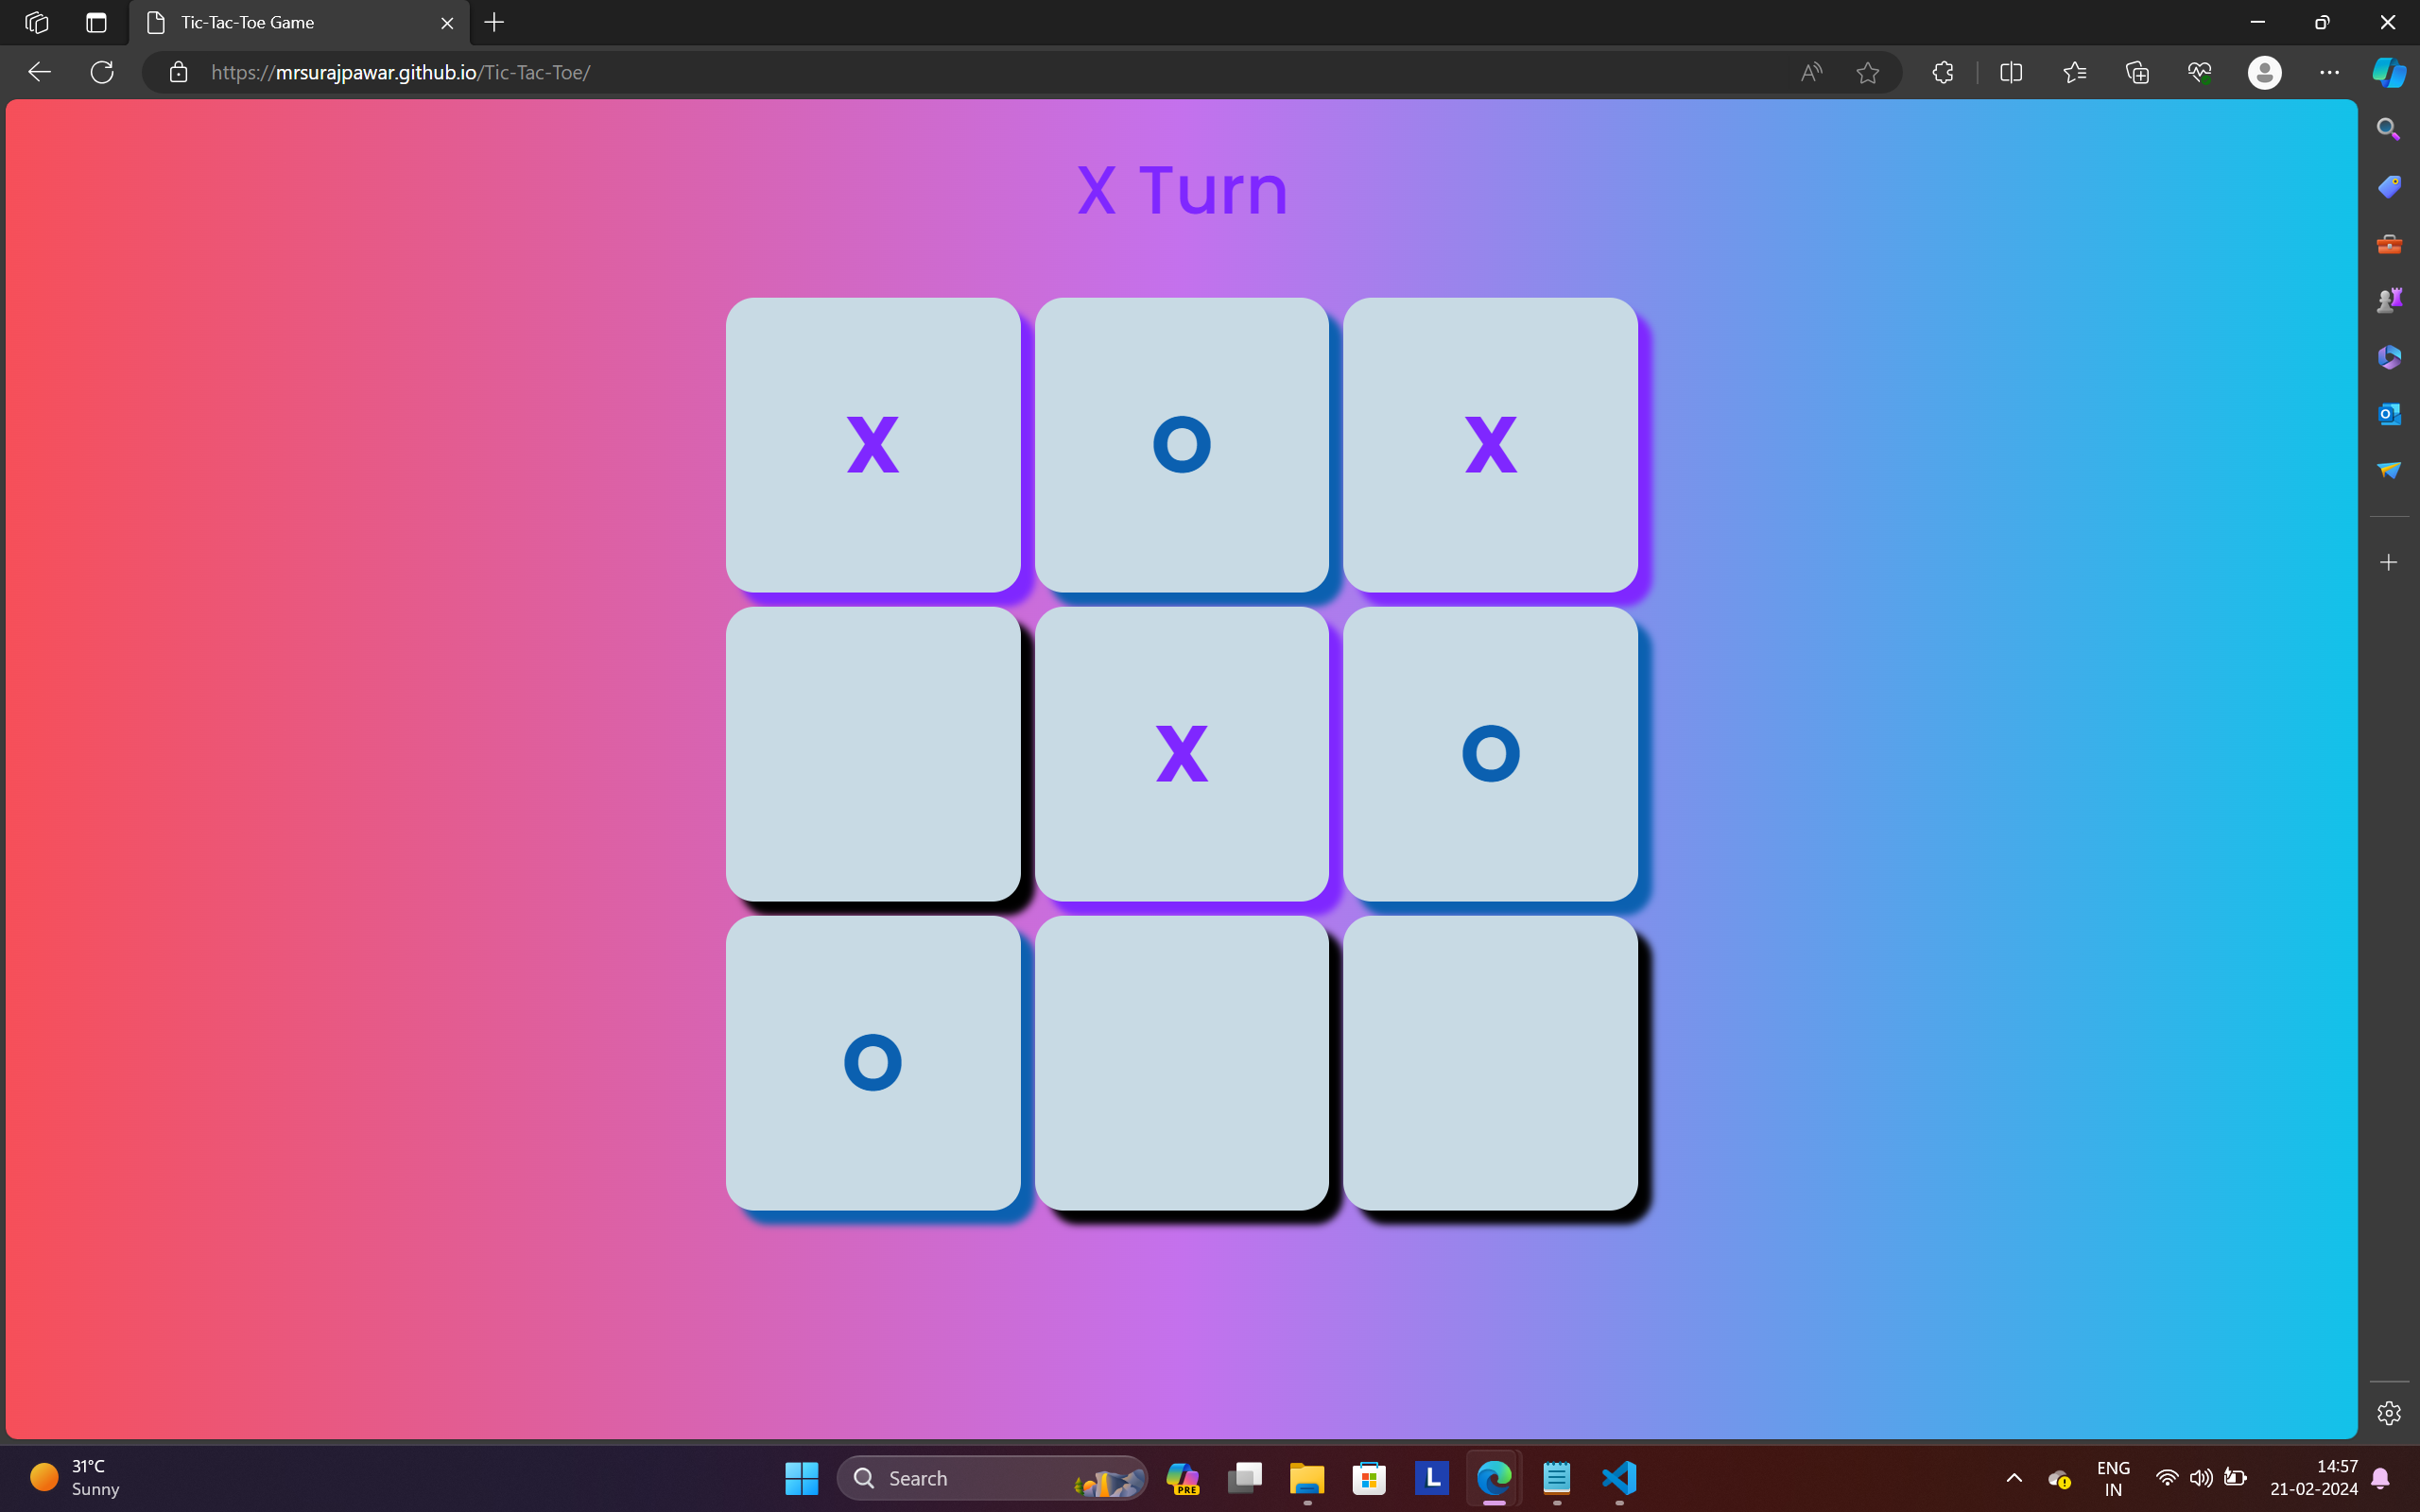 Tic-Tac-Toe Game
https://mrsurajpawar.github.io/Tic-Tac-Toe/
X Turn
X O X
X O
O
31°C
Sunny
Search
PRE
L
ENG
IN
14:57
21-02-2024